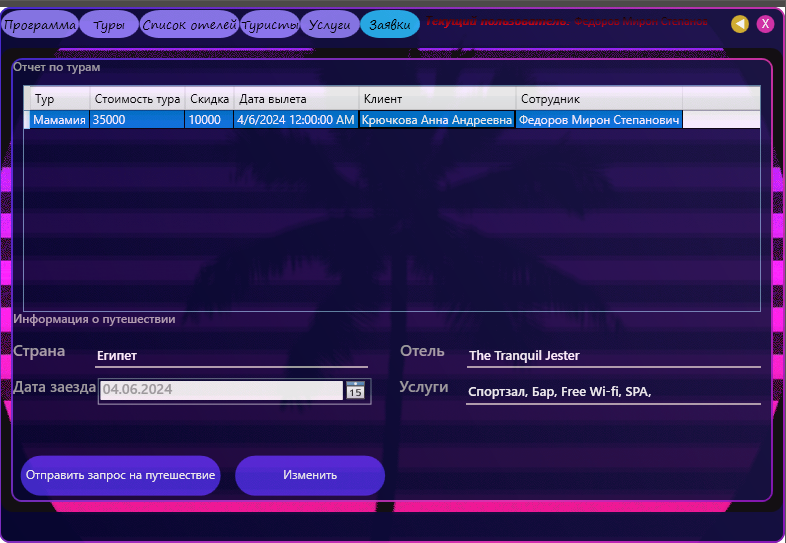 Программа Туры Список отелей Туристы Услуги Заявки Текущий пользователь: Федоров Мирон Степанов X
Отчет по турам
Тур Стоимость тура Скидка Дата вылета Клиент Сотрудник
Мамамия 35000 10000 4/6/2024 12:00:00 AM Крючкова Анна Андреевна Федоров Мирон Степанович
Информация о путешествии
Страна Египет Отель The Tranquil Jester
Дата заезда 04.06.2024 15 Услуги Спортзал, Бар, Free Wi-fi, SPA,
Отправить запрос на путешествие Изменить